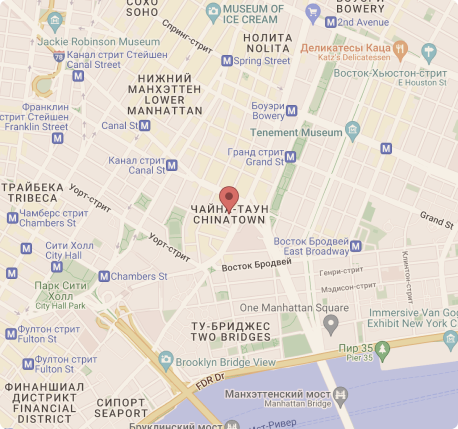 СОХО
SOHO
MUSEUM OF
ICE CREAM
БОУЭРИ
BOWERY
2nd Avenue
Jackie Robinson Museum
Спринг-стрит
НОЛИТА
NOLITA
Деликатесы Каца
Katz's Delicatessen
Канал стрит Стейшен
Canal Street
78
Spring Street
Восток-Хьюстон-стрит
E Houston St
НИЖНИЙ
МАНХЭТТЕН
LOWER
MANHATTAN
Франклин
стрит Стейшен
Franklin Street
Боуэри
Bowery
Canal St
Tenement Museum
Гранд стрит
Grand St
Канал стрит
Canal St
ТРАЙБЕКА
TRIBECA
Уорт-стрит
ЧАЙНА-ТАУН
CHINATOWN
Grand St
Чамберс стрит
Chambers St
Сити Холл
City Hall
Уорт-стрит
Восток Бродвей
East Broadway
Chambers St
Восток Бродвей
Генри-стрит
Мэдисон-стрит
Клинтон-стрит
Парк Сити
Холл
City Hall Park
One Manhattan Square
Immersive Van Gog
Exhibit New York C
Фултон стрит
Fulton St
ТУ-БРИДЖЕС
TWO BRIDGES
Пир 35
Pier 35
Фултон стрит
Fulton St
Brooklyn Bridge View
FDR Dr
ФИНАНШИАЛ
ДИСТРИКТ
FINANCIAL
DISTRICT
СИПОРТ
SEAPORT
Манхэттенский мост
Manhattan Bridge
Бруклинский мост
Ист-Ривер